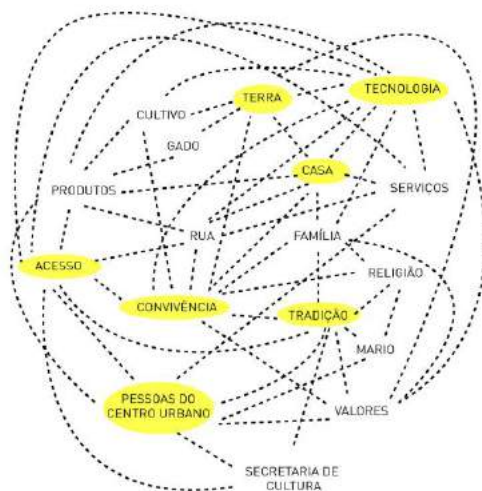 TECNOLOGIA
TERRA
CULTIVO
GADO
CASA
PRODUTOS
SERVIÇOS
RUA
FAMÍLIA
ACESSO
RELIGIÃO
CONVIVÊNCIA
TRADIÇÃO
MARIO
PESSOAS DO
CENTRO URBANO
VALORES
SECRETARIA DE
CULTURA